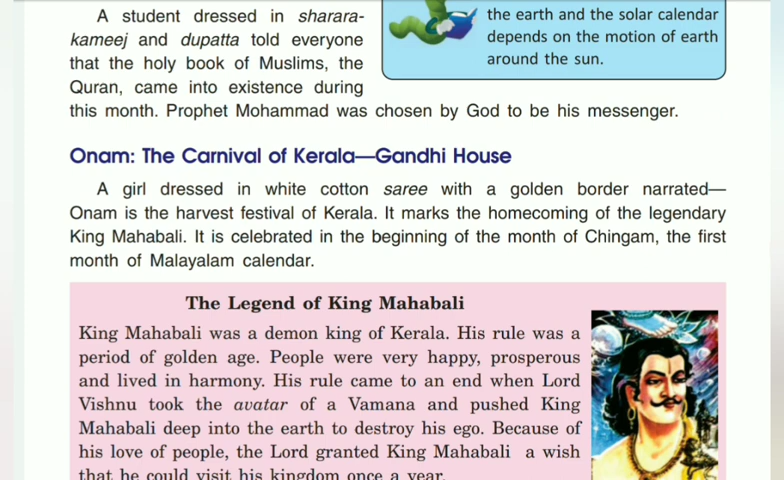 A student dressed in sharara-
kameej and dupatta told everyone
that the holy book of Muslims, the
Quran, came into existence during
this month. Prophet Mohammad was chosen by God to be his messenger.
the earth and the solar calendar
depends on the motion of earth
around the sun.
Onam: The Carnival of Kerala—Gandhi House
A girl dressed in white cotton saree with a golden border narrated—
Onam is the harvest festival of Kerala. It marks the homecoming of the legendary
King Mahabali. It is celebrated in the beginning of the month of Chingam, the first
month of Malayalam calendar.
The Legend of King Mahabali
King Mahabali was a demon king of Kerala. His rule was a
period of golden age. People were very happy, prosperous
and lived in harmony. His rule came to an end when Lord
Vishnu took the avatar of a Vamana and pushed King
Mahabali deep into the earth to destroy his ego. Because of
his love of people, the Lord granted King Mahabali a wish
that he could visit his kingdom once a year.